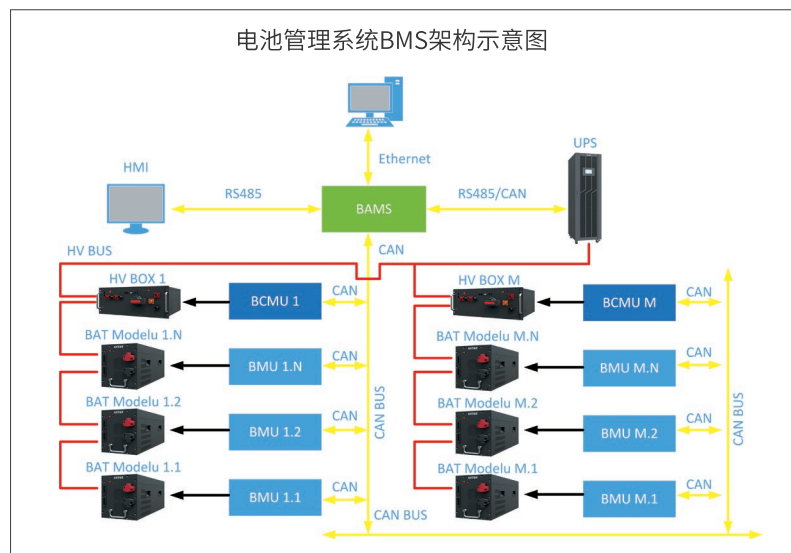 电池管理系统BMS架构示意图
Ethernet
HMI
UPS
RS485
BAMS
RS485/CAN
CAN
HV BUS
HV BOX 1
BCMU 1
CAN
HV BOX M
BCMU M
CAN
BAT Modelu 1.N
BMU 1.N
CAN
BAT Modelu M.N
BMU M.N
CAN
BAT Modelu 1.2
BMU 1.2
CAN
BAT Modelu M.2
BMU M.2
CAN
BAT Modelu 1.1
BMU 1.1
CAN
BAT Modelu M.1
BMU M.1
CAN
CAN BUS
CAN BUS
CAN BUS